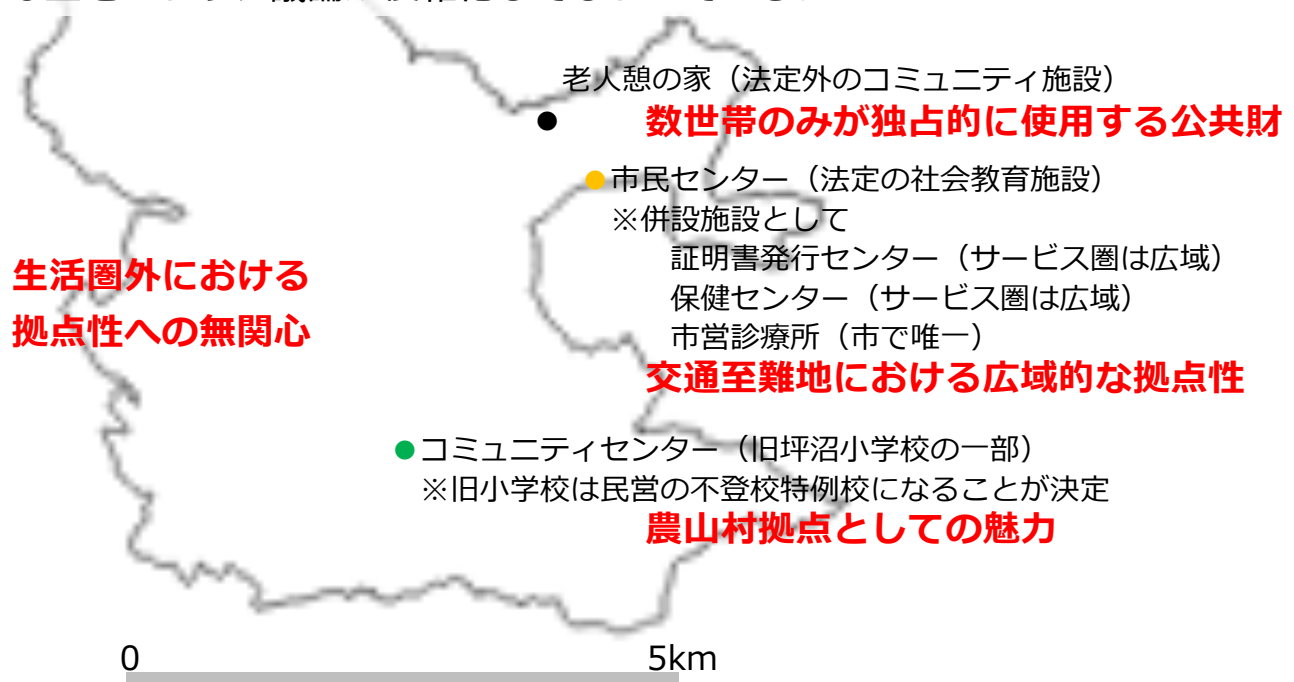 老人憩の家（法定外のコミュニティ施設）
数世帯のみが独占的に使用する公共財
市民センター（法定の社会教育施設）
※併設施設として
証明書発行センター（サービス圏は広域）
保健センター（サービス圏は広域）
市営診療所（市で唯一）
交通至難地における広域的な拠点性
生活圏外における
拠点性への無関心
コミュニティセンター（旧坪沼小学校の一部）
※旧小学校は民営の不登校特例校になることが決定
農山村拠点としての魅力
0 5km